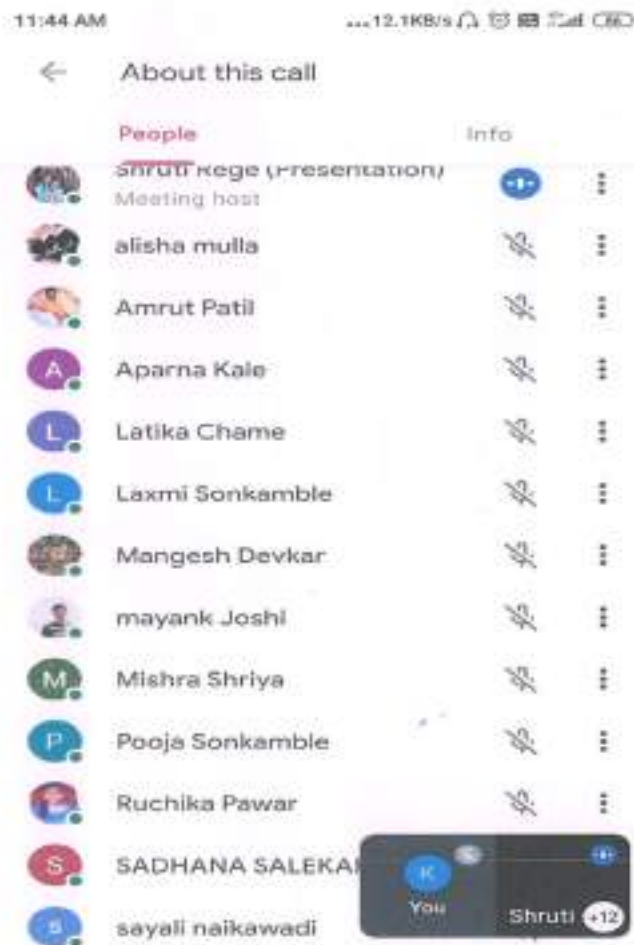 11:44 AM ...12.1KB/s 66
About this call
People Info
Shruti Rege (Presentation)
Meeting host
alisha mulla
Amrut Patil
A Aparna Kale
L Latika Chame
L Laxmi Sonkamble
Mangesh Devkar
mayank Joshi
M Mishra Shriya
P Pooja Sonkamble
Ruchika Pawar
S SADHANA SALEKA
K
You Shruti +12
s sayali naikawadi